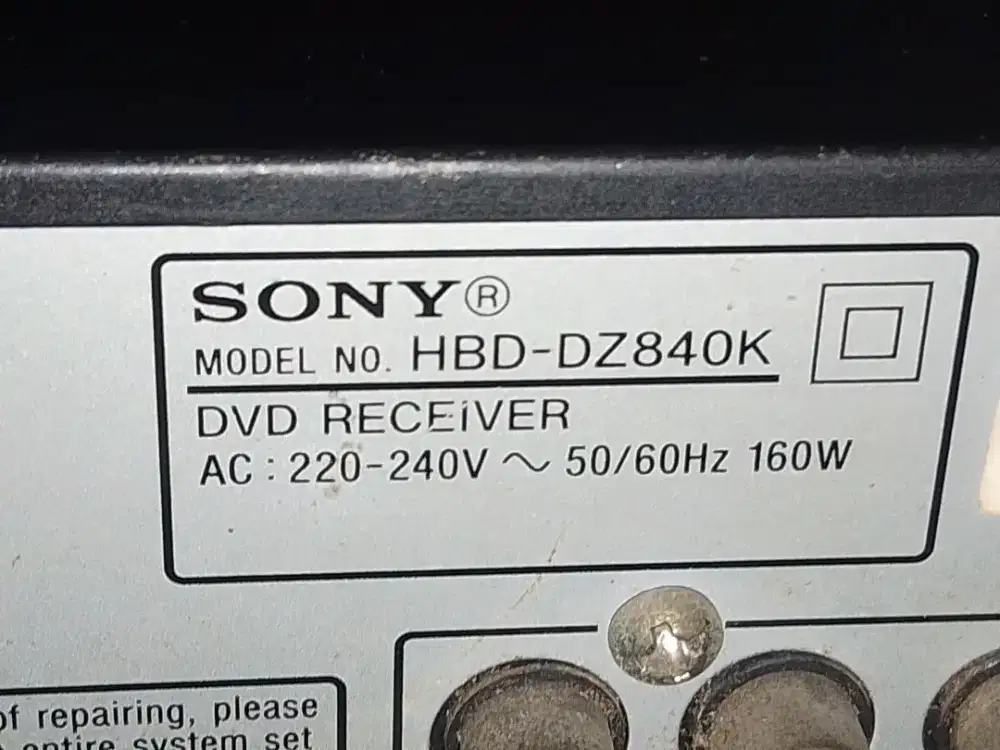 SONY®
MODEL NO. HBD-DZ840K
DVD RECEiVER
AC : 220-240V ~ 50/60Hz 160W
of repairing, please
entire system set